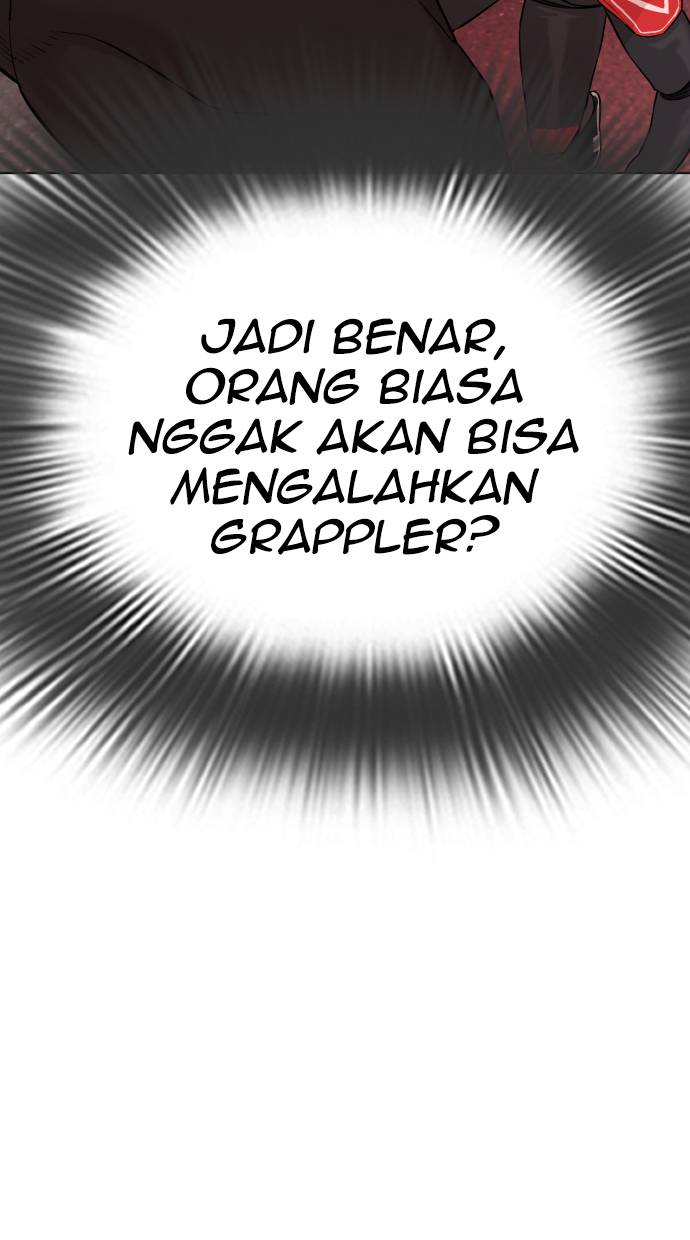 JADI BENAR,
ORANG BIASA
NGGAK AKAN BISA
MENGALAHKAN
GRAPPLER?